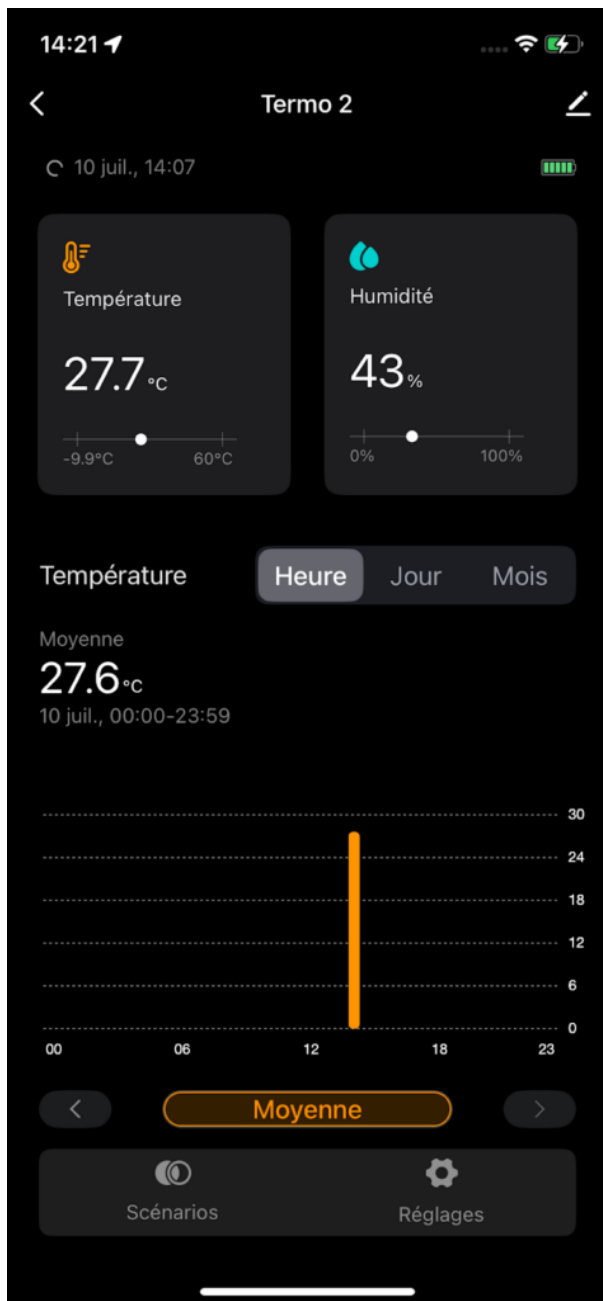 14:21
Termo 2
10 juil., 14:07
Température
Humidité
27.7 °C
43 %
-9.9°C 60°C
0% 100%
Température Heure Jour Mois
Moyenne
27.6 °C
10 juil., 00:00-23:59
30
24
18
12
6
0
00 06 12 18 23
Moyenne
Scénarios Réglages